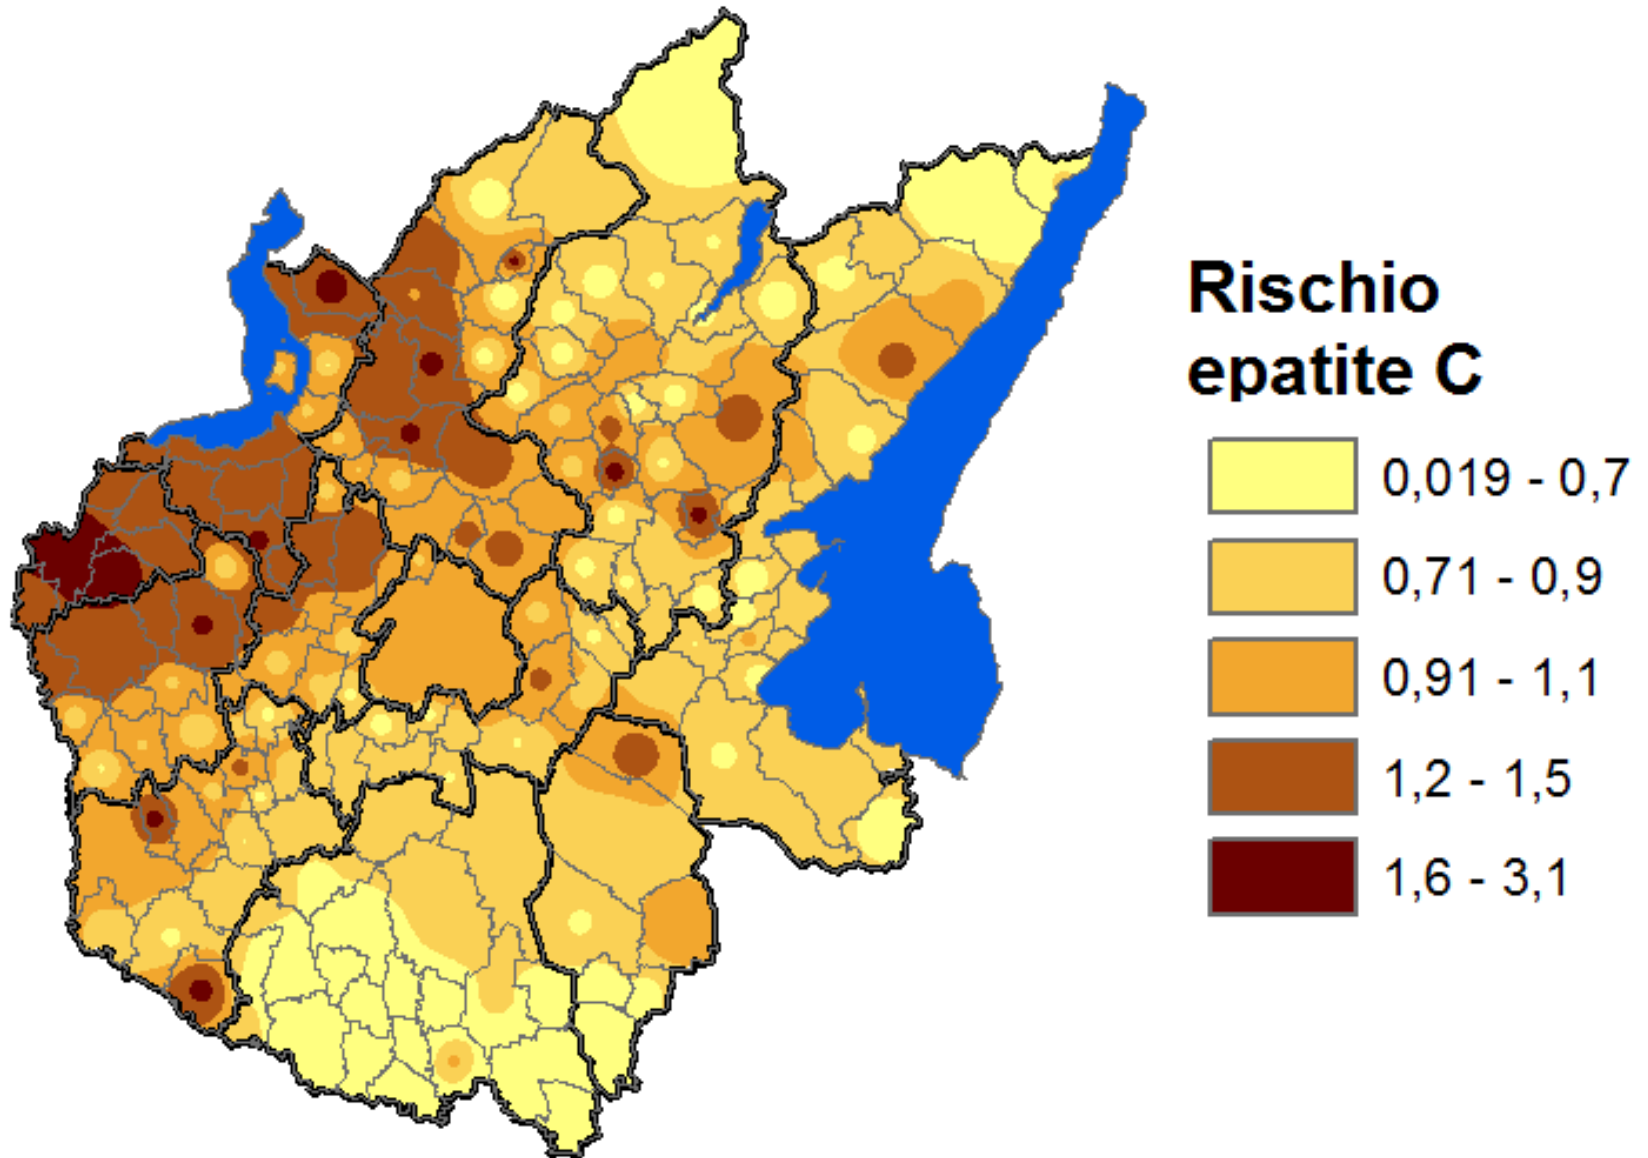 Rischio
epatite C
0,019 - 0,7
0,71 - 0,9
0,91 - 1,1
1,2 - 1,5
1,6 - 3,1